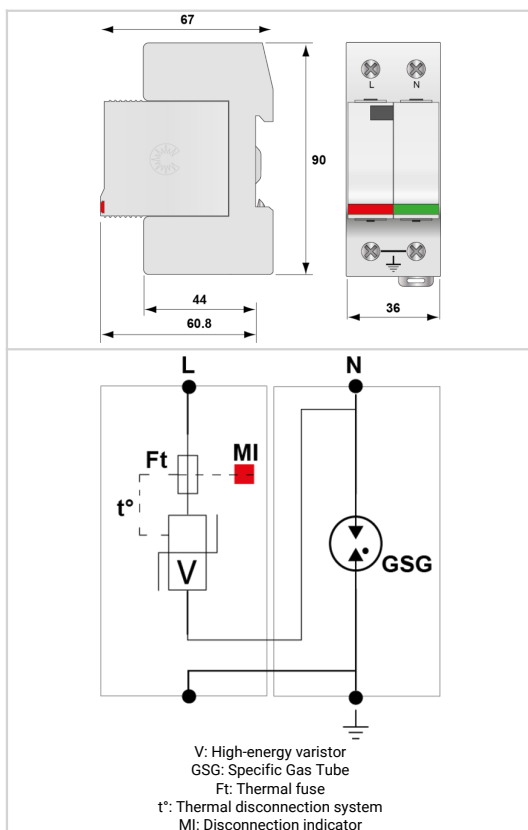 67
L N
90
44
60.8
36
L N
Ft MI
t°
V
GSG
V: High-energy varistor
GSG: Specific Gas Tube
Ft: Thermal fuse
t°: Thermal disconnection system
MI: Disconnection indicator